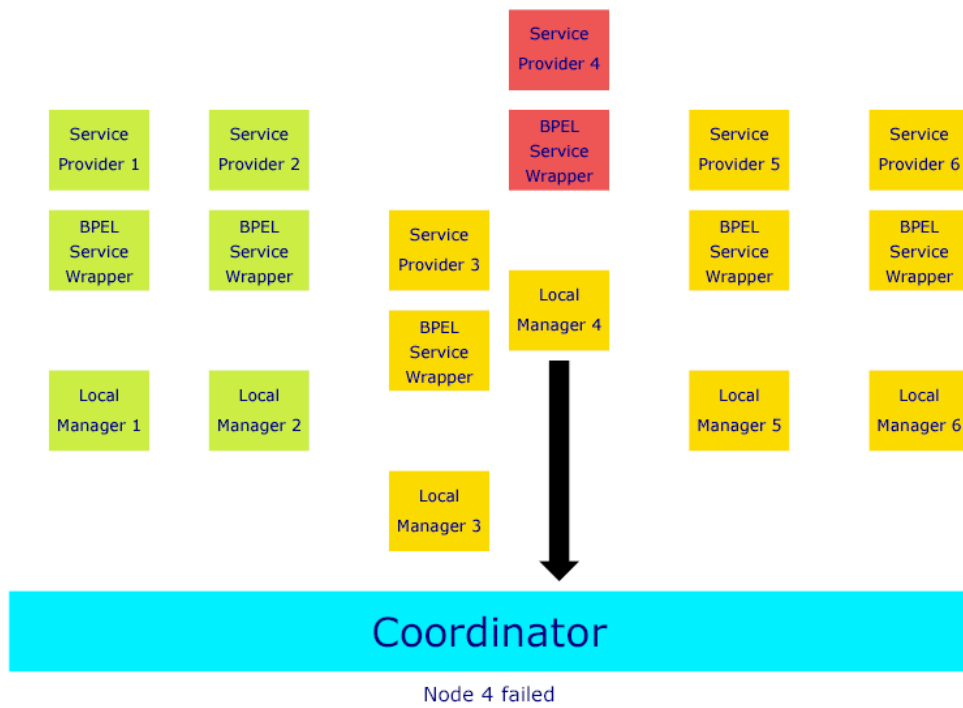 Service
Provider 4
BPEL
Service
Wrapper
Service
Provider 1
BPEL
Service
Wrapper
Local
Manager 1
Service
Provider 2
BPEL
Service
Wrapper
Local
Manager 2
Service
Provider 3
BPEL
Service
Wrapper
Local
Manager 3
Local
Manager 4
Service
Provider 5
BPEL
Service
Wrapper
Local
Manager 5
Service
Provider 6
BPEL
Service
Wrapper
Local
Manager 6
Coordinator
Node 4 failed